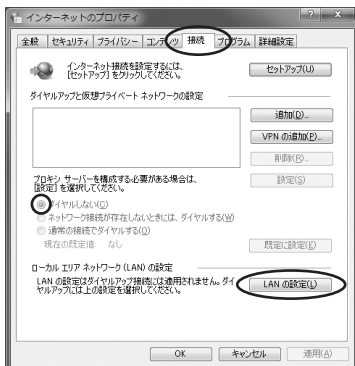 インターネットのプロパティ
全般 セキュリティ プライバシー コンテンツ 接続 プログラム 詳細設定
インターネット接続を設定するには、
[セットアップ] をクリックしてください。
セットアップ(U)
ダイヤルアップと仮想プライベート ネットワークの設定
追加(D)...
VPN の追加(P)...
削除(R)...
プロキシ サーバーを構成する必要がある場合は、
[設定] を選択してください。
設定(S)
ダイヤルしない(C)
ネットワーク接続が存在しないときには、ダイヤルする(W)
通常の接続でダイヤルする(O)
現在の既定値: なし
既定に設定(E)
ローカル エリア ネットワーク (LAN) の設定
LAN の設定はダイヤルアップ接続には適用されません。ダイ
ヤルアップには上の設定を選択してください。
LAN の設定(L)
OK キャンセル 適用(A)